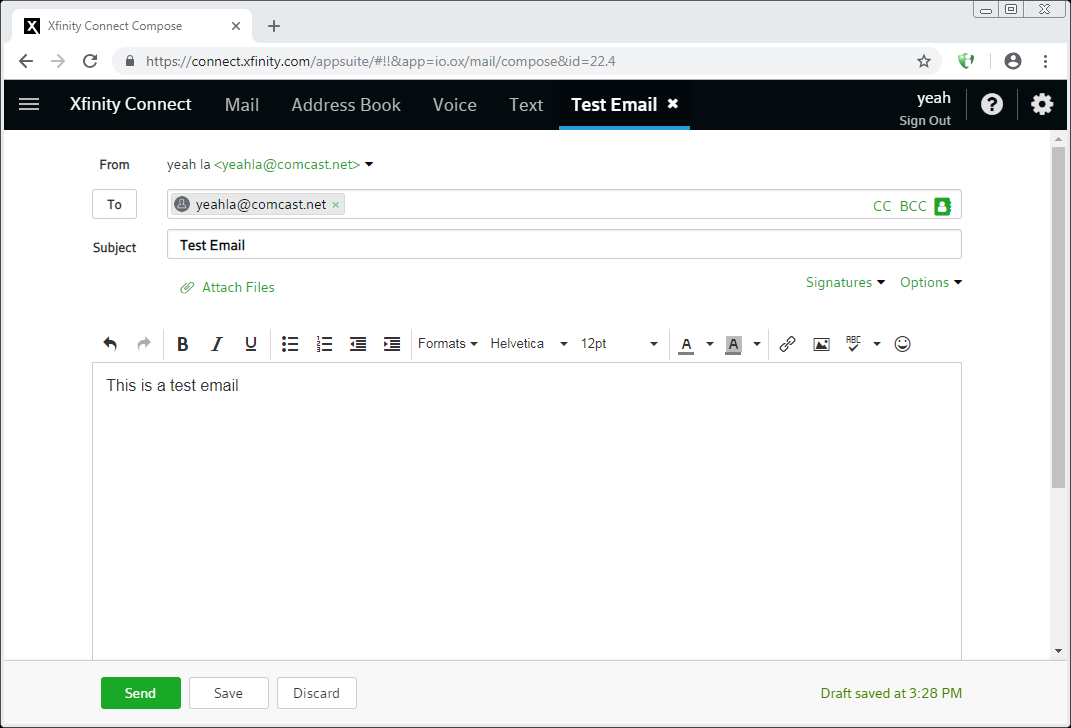 Xfinity Connect Compose
https://connect.xfinity.com/appsuite/#!!&app=io.ox/mail/compose&id=22.4
Xfinity Connect Mail Address Book Voice Text Test Email ✖ yeah
Sign Out
From yeah la <yeahla@comcast.net>
To yeahla@comcast.net × CC BCC
Subject Test Email
Attach Files Signatures Options
B I U Formats Helvetica 12pt A A ABC
This is a test email
Send Save Discard Draft saved at 3:28 PM